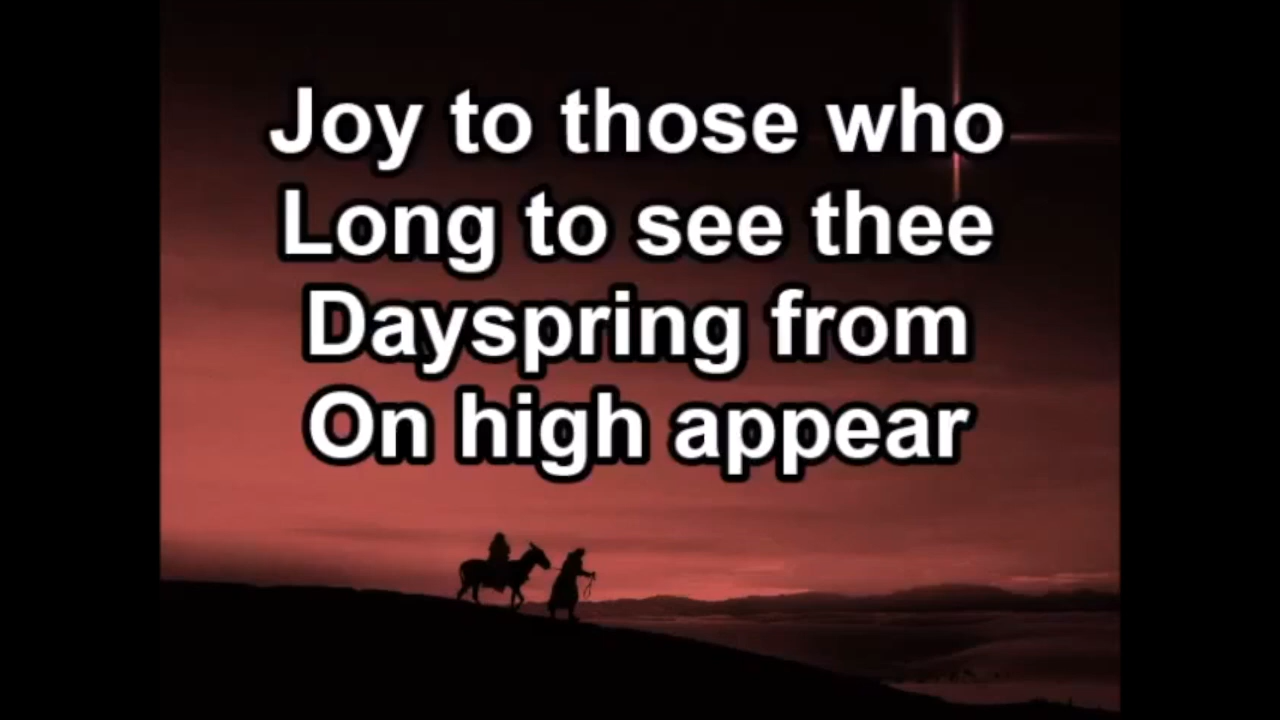 Joy to those who
Long to see thee
Dayspring from
On high appear